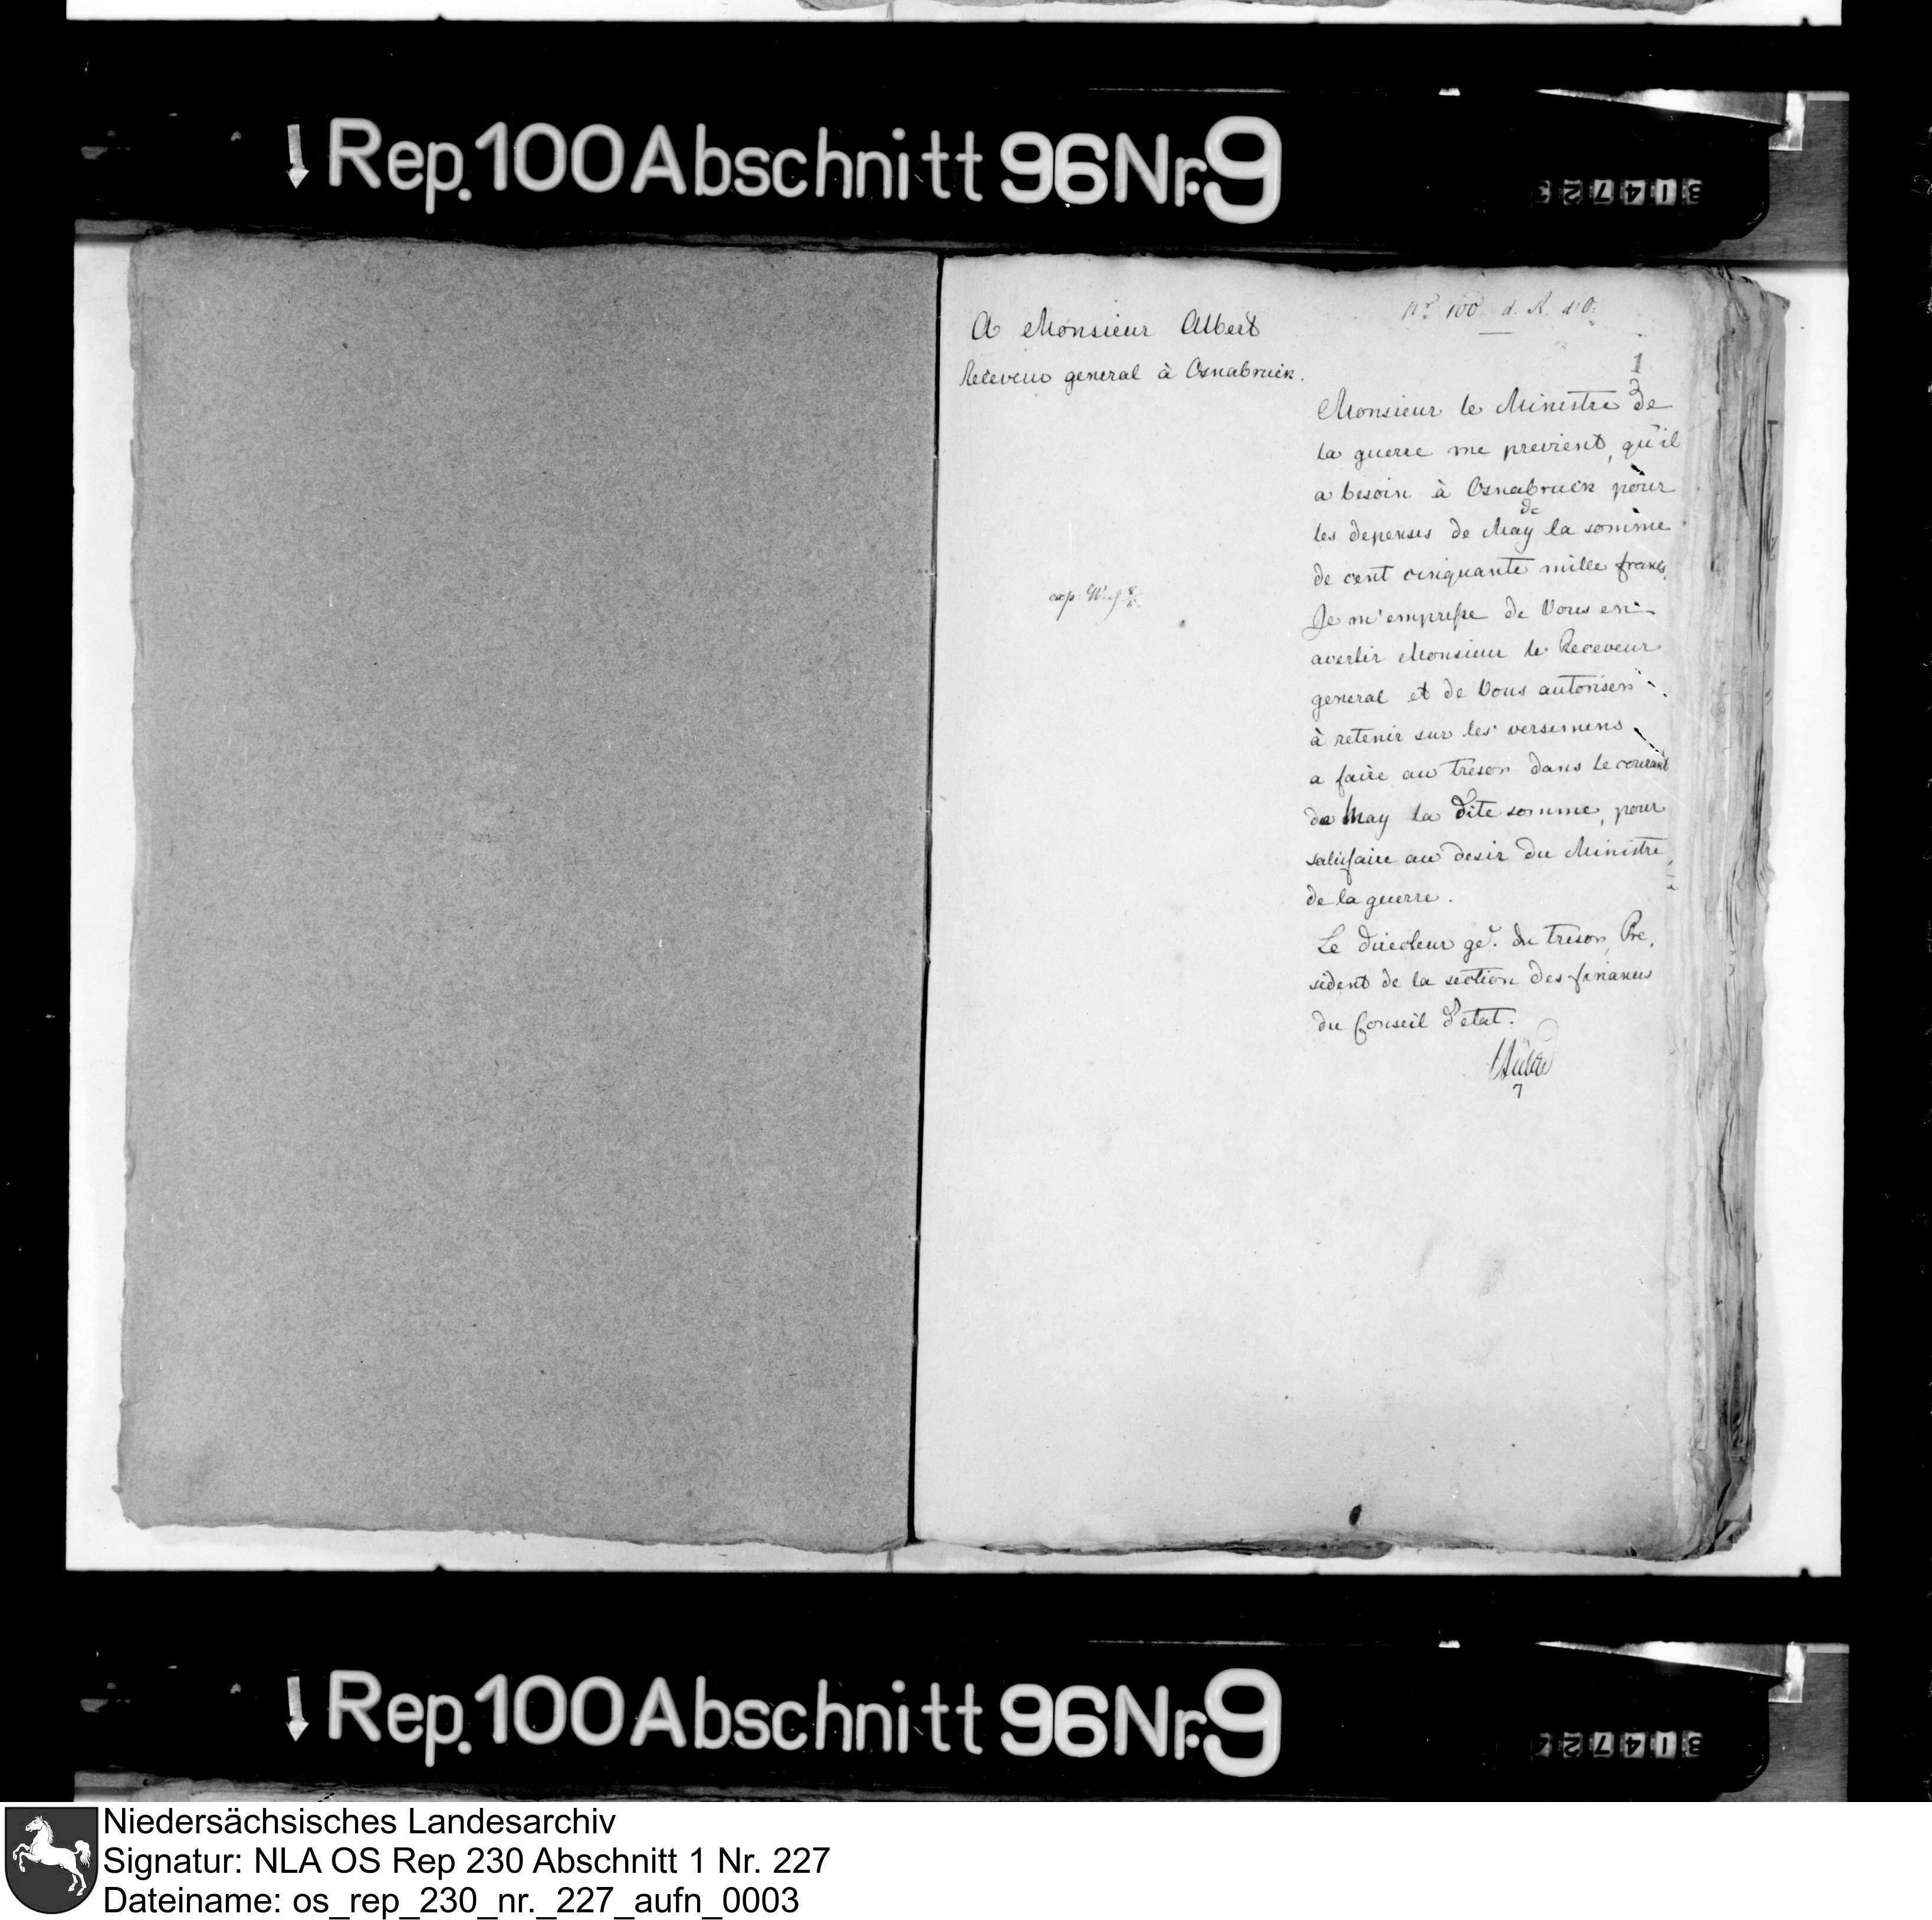 Rep. 100 Abschnitt 96 Nr. 9
A Monsieur Albert
Receveur general à Osnabruck.
No 100 d. R. d'O.
1
Monsieur le Ministre de
la guerre me previent, qu'il
a besoin à Osnabruck pour
les depenses de May de la somme
de cent cinquante mille francs,
Je m'empresse de Vous en
avertir Monsieur le Receveur
general et de Vous autoriser
à retenir sur les versemens
a faire au tresor dans le courant
de May la dite somme, pour
satisfaire au desir du Ministre
de la guerre.
Le directeur gel. du tresor, Pre,
sident de la section des finances
du Conseil d'etat.
7
exp. 8/5
Rep. 100 Abschnitt 96 Nr. 9
Niedersächsisches Landesarchiv
Signatur: NLA OS Rep 230 Abschnitt 1 Nr. 227
Dateiname: os_rep_230_nr._227_aufn_0003